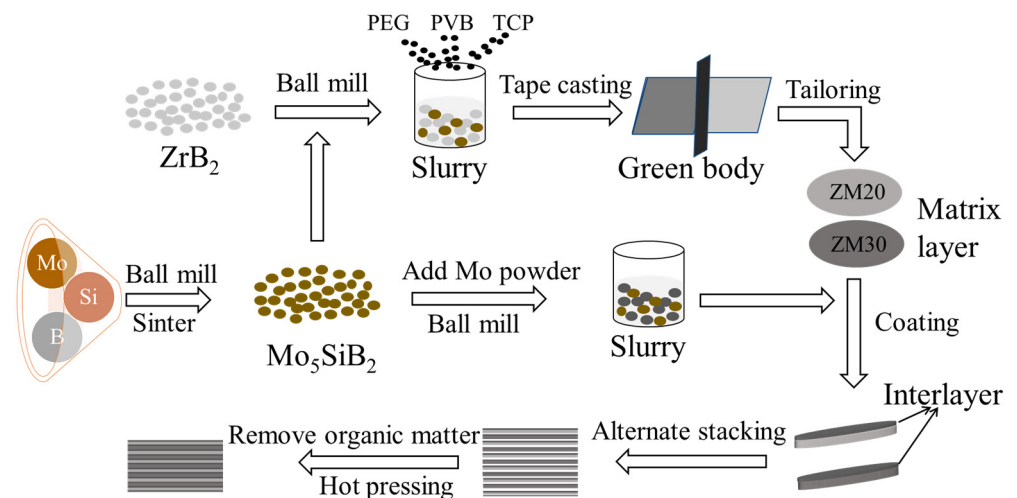 PEG PVB TCP
Ball mill
Tape casting
Tailoring
ZrB₂
Slurry
Green body
ZM20
ZM30
Matrix
layer
Mo
Si
B
Ball mill
Sinter
Mo₅SiB₂
Add Mo powder
Ball mill
Slurry
Coating
Interlayer
Alternate stacking
Remove organic matter
Hot pressing